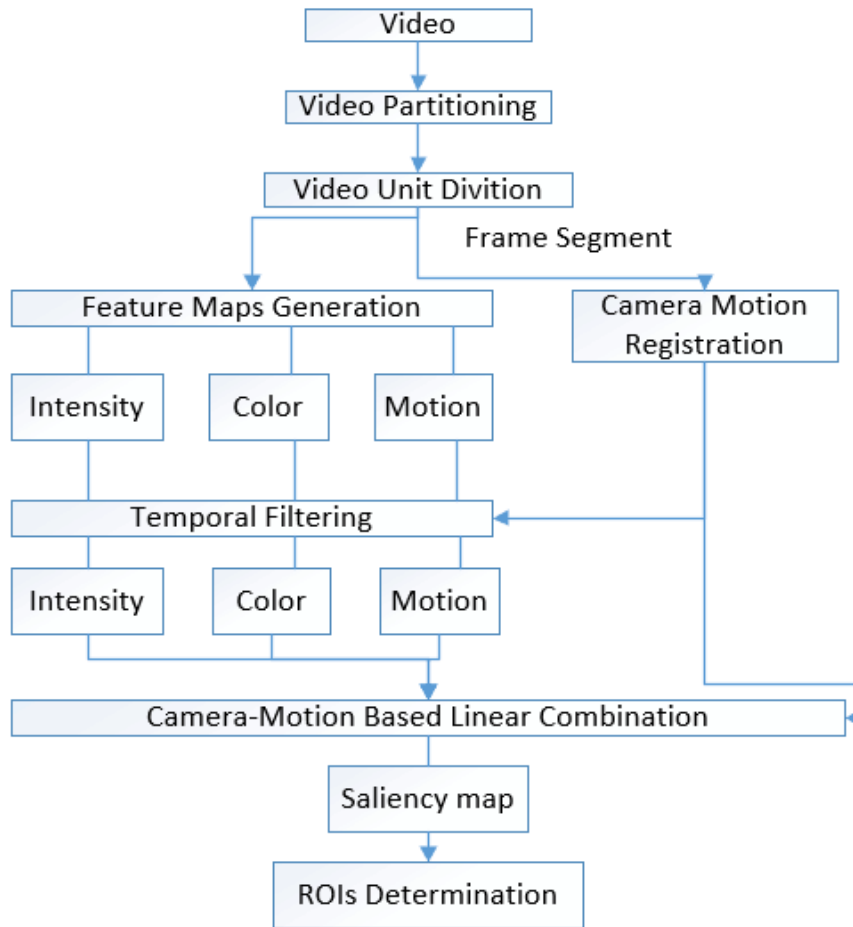 Video
Video Partitioning
Video Unit Divition
Frame Segment
Feature Maps Generation
Camera Motion
Registration
Intensity
Color
Motion
Temporal Filtering
Intensity
Color
Motion
Camera-Motion Based Linear Combination
Saliency map
ROIs Determination